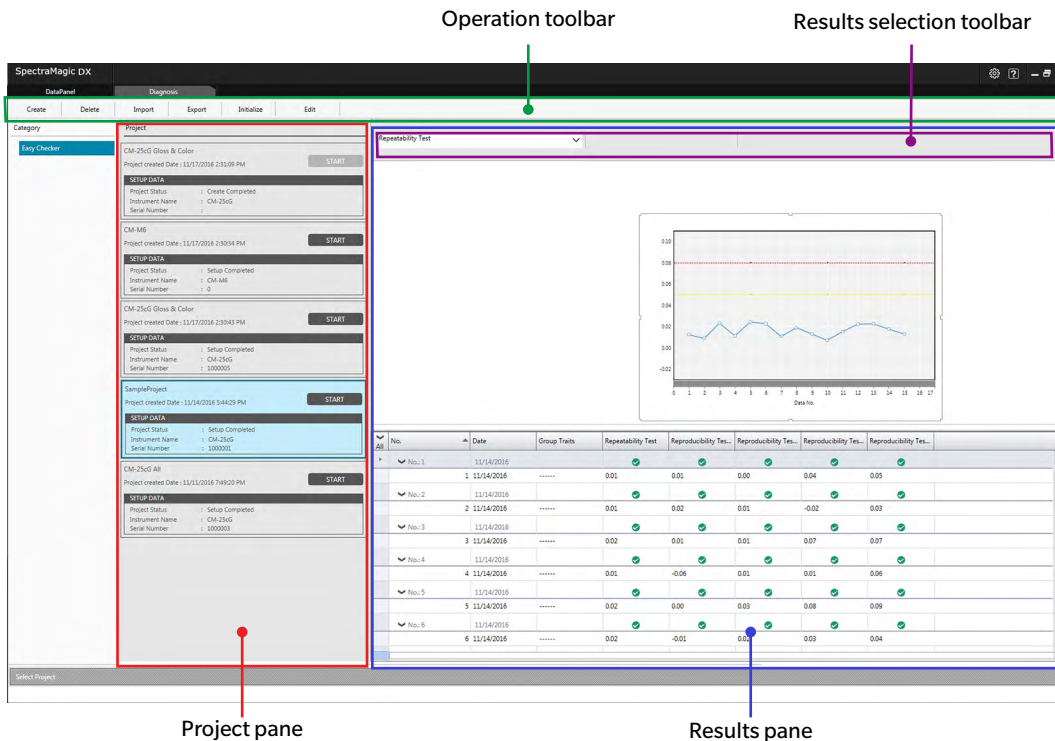 Operation toolbar
Results selection toolbar
SpectraMagic DX
DataPanel
Diagnosis
Create
Delete
Import
Export
Initialize
Edit
Category
Easy Checker
Project
CM-25cG Gloss & Color
Project created Date : 11/17/2016 2:31:09 PM
START
SETUP DATA
Project Status : Create Completed
Instrument Name : CM-25cG
Serial Number :
CM-M6
Project created Date : 11/17/2016 2:30:54 PM
START
SETUP DATA
Project Status : Setup Completed
Instrument Name : CM-M6
Serial Number : 0
CM-25cG Gloss & Color
Project created Date : 11/17/2016 2:30:43 PM
START
SETUP DATA
Project Status : Setup Completed
Instrument Name : CM-25cG
Serial Number : 1000005
SampleProject
Project created Date : 11/14/2016 5:44:29 PM
START
SETUP DATA
Project Status : Setup Completed
Instrument Name : CM-25cG
Serial Number : 1000001
CM-25cG All
Project created Date : 11/11/2016 7:49:20 PM
START
SETUP DATA
Project Status : Setup Completed
Instrument Name : CM-25cG
Serial Number : 1000003
Repeatability Test
0.10
0.08
0.06
0.04
0.02
0.00
-0.02
0 1 2 3 4 5 6 7 8 9 10 11 12 13 14 15 16 17
Data No.
All No. Date Group Traits Repeatability Test Reproducibility Tes... Reproducibility Tes... Reproducibility Tes... Reproducibility Tes...
No.: 1 11/14/2016
1 11/14/2016 ------ 0.01 0.01 0.00 0.04 0.05
No.: 2 11/14/2016
2 11/14/2016 ------ 0.01 0.02 0.01 -0.02 0.03
No.: 3 11/14/2016
3 11/14/2016 ------ 0.02 0.01 0.01 0.07 0.07
No.: 4 11/14/2016
4 11/14/2016 ------ 0.01 -0.06 0.01 0.01 0.06
No.: 5 11/14/2016
5 11/14/2016 ------ 0.02 0.00 0.03 0.08 0.09
No.: 6 11/14/2016
6 11/14/2016 ------ 0.02 -0.01 0.03 0.04
Select Project
Project pane
Results pane